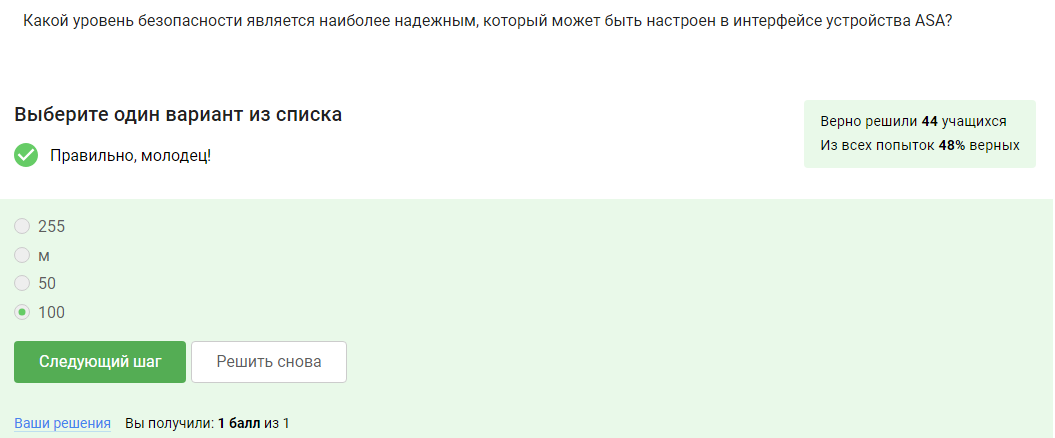 Какой уровень безопасности является наиболее надежным, который может быть настроен в интерфейсе устройства ASA?
Выберите один вариант из списка
Правильно, молодец!
Верно решили 44 учащихся
Из всех попыток 48% верных
255
м
50
100
Следующий шаг
Решить снова
Ваши решения Вы получили: 1 балл из 1